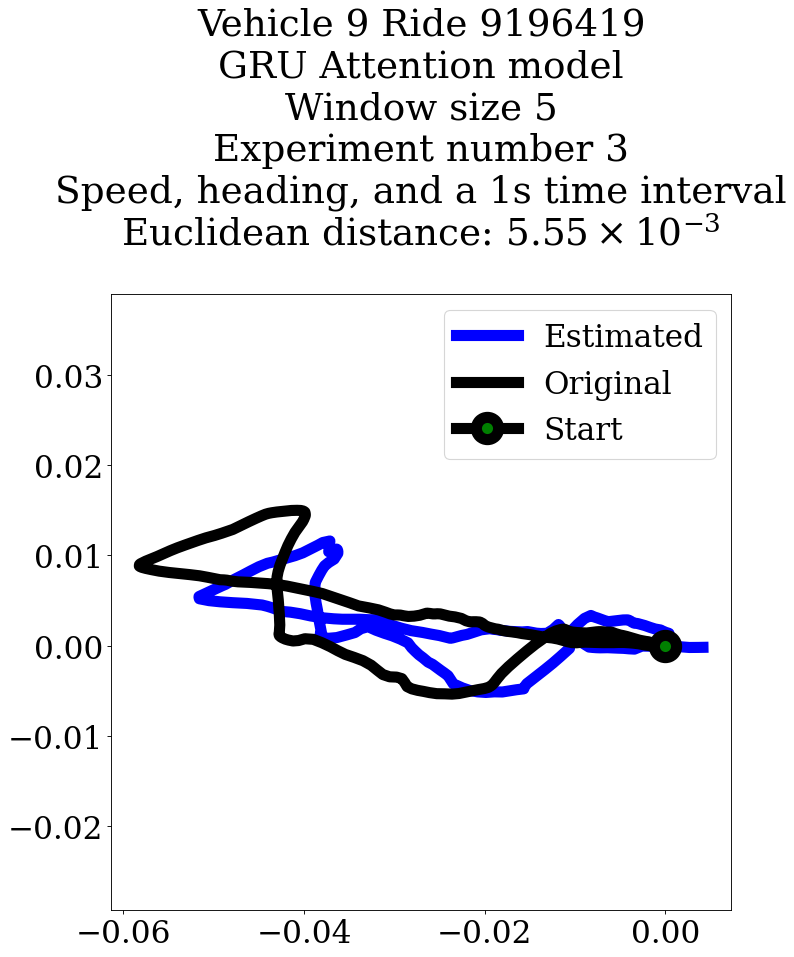 Vehicle 9 Ride 9196419
GRU Attention model
Window size 5
Experiment number 3
Speed, heading, and a 1s time interval
Euclidean distance: 5.55 × 10⁻³
Estimated
Original
Start
0.03
0.02
0.01
0.00
−0.01
−0.02
−0.06
−0.04
−0.02
0.00